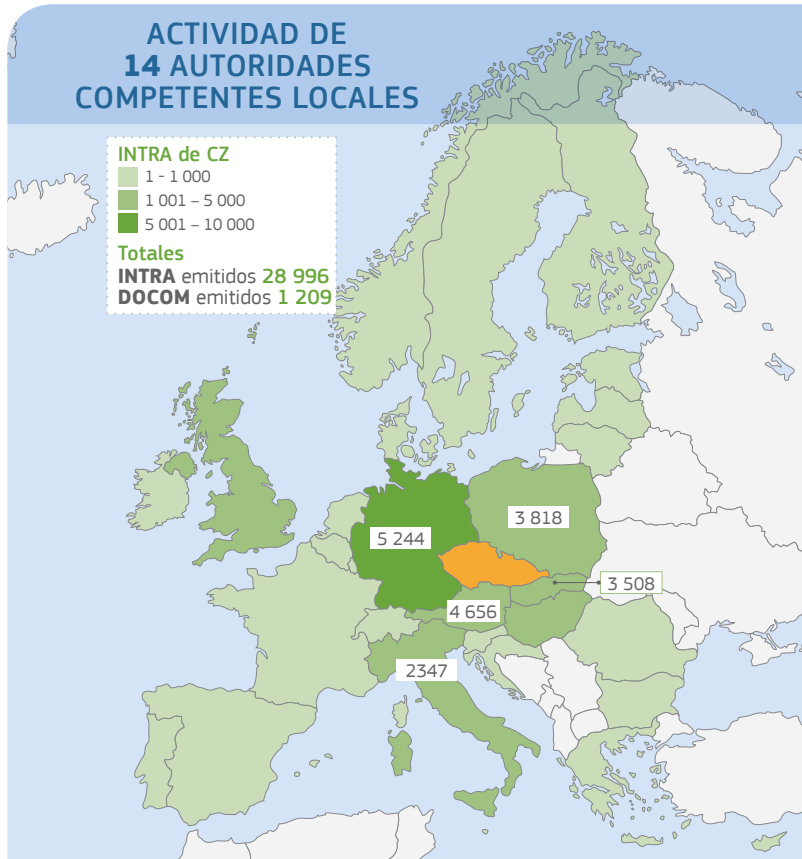 ACTIVIDAD DE
14 AUTORIDADES
COMPETENTES LOCALES
INTRA de CZ
1 - 1 000
1 001 – 5 000
5 001 – 10 000
Totales
INTRA emitidos 28 996
DOCOM emitidos 1 209
3 818
5 244
3 508
4 656
2347